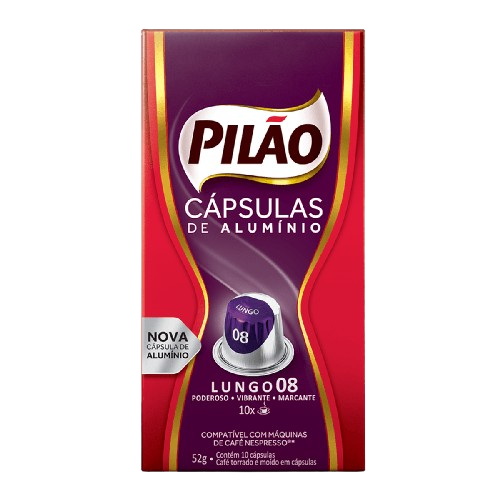 PILÃO
CÁPSULAS
DE ALUMÍNIO
LUNGO
08
NOVA
CÁPSULA DE
ALUMÍNIO
LUNGO 08
PODEROSO • VIBRANTE • MARCANTE
10x
COMPATÍVEL COM MÁQUINAS
DE CAFÉ NESPRESSO®**
52g • Contém 10 cápsulas
Café torrado e moído em cápsulas